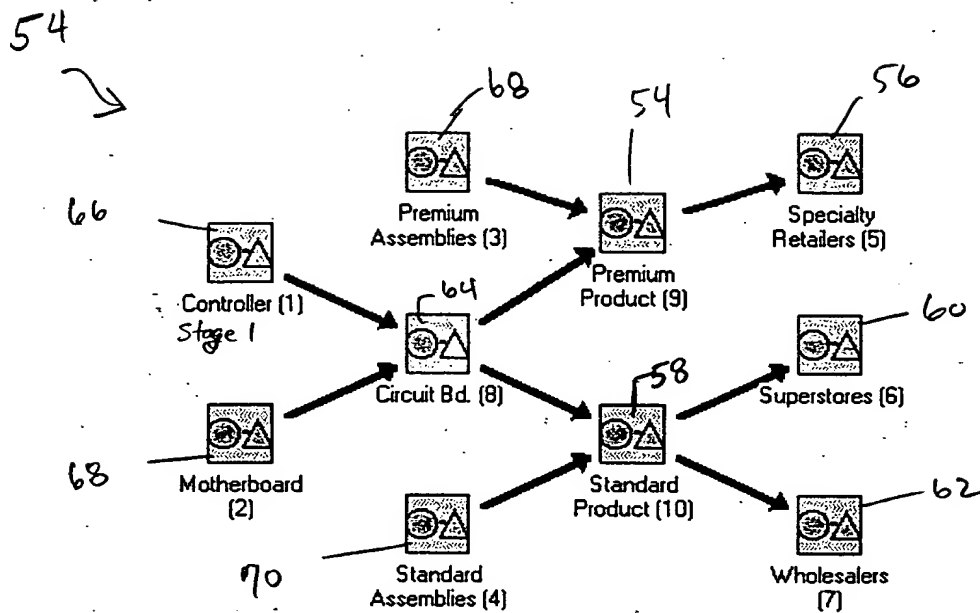 54
68
54
56
66
Premium
Assemblies (3)
Specialty
Retailers (5)
Controller (1)
Stage 1
Premium
Product (9)
64
60
Circuit Bd. (8)
58
Superstores (6)
68
Motherboard
(2)
Standard
Product (10)
62
70
Standard
Assemblies (4)
Wholesalers
(7)